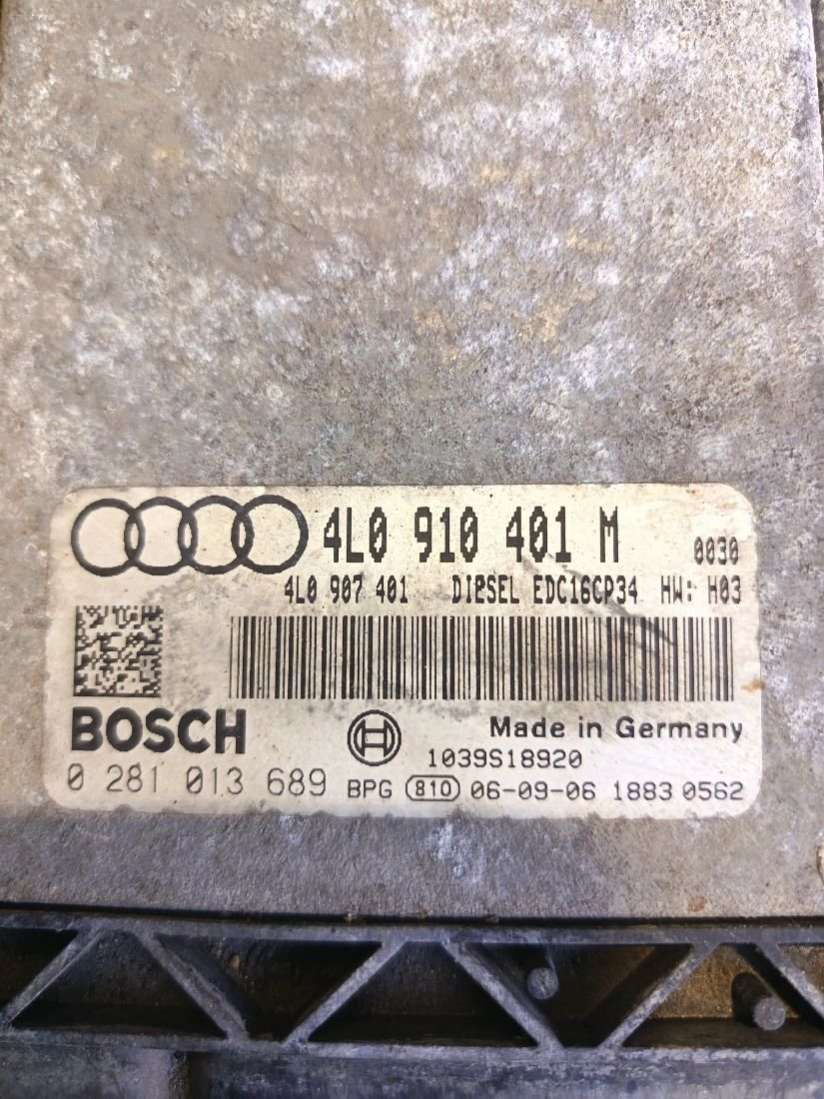 4L0 910 401 M 0030
4L0 907 401 DIESEL EDC16CP34 HW: H03
BOSCH Made in Germany
1039S18920
0 281 013 689 BPG 810 06-09-06 1883 0562